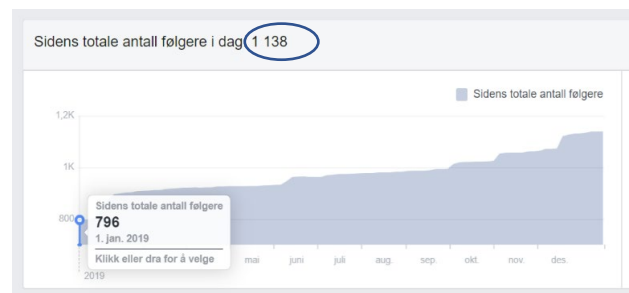 Sidens totale antall følgere i dag: 1 138
Sidens totale antall følgere
1,2K
1K
800
Sidens totale antall følgere
796
1. jan. 2019
Klikk eller dra for å velge
mai juni juli aug. sep. okt. nov. des.
2019